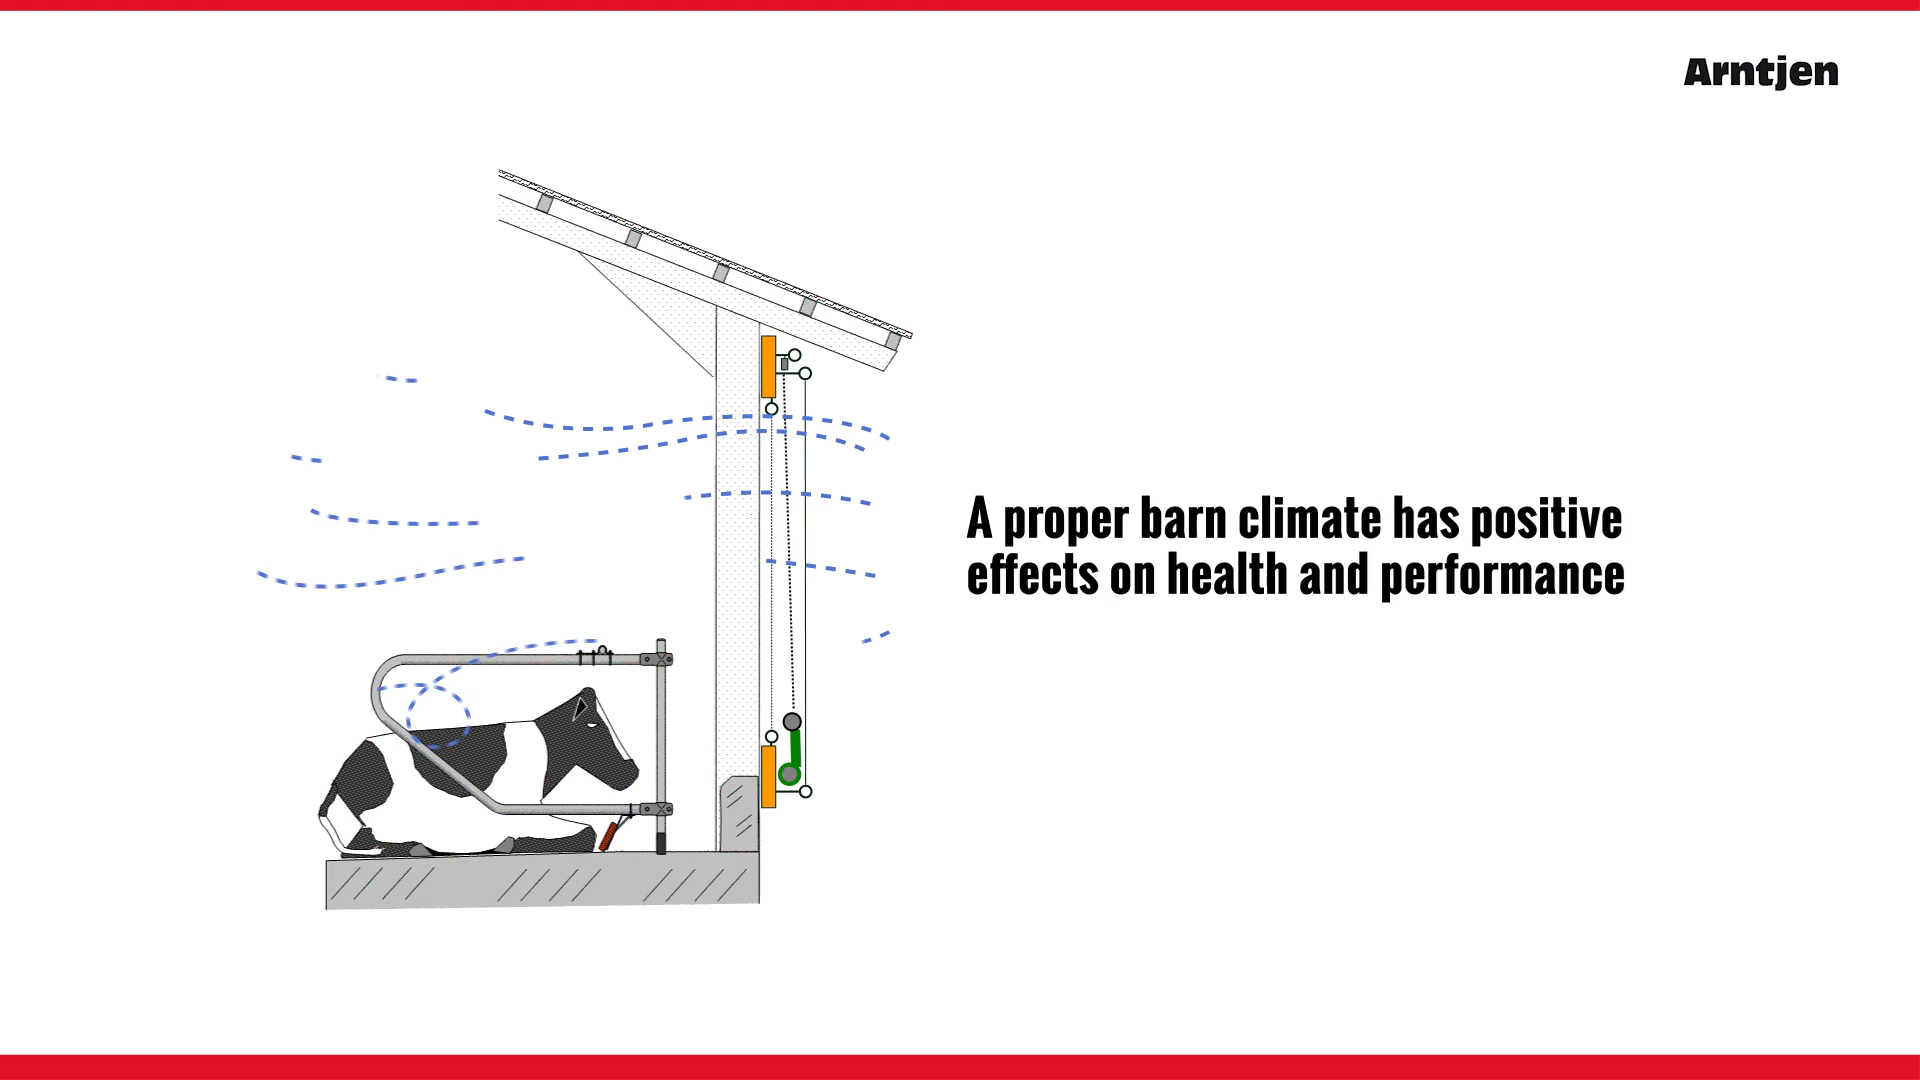 Arntjen
A proper barn climate has positive
effects on health and performance